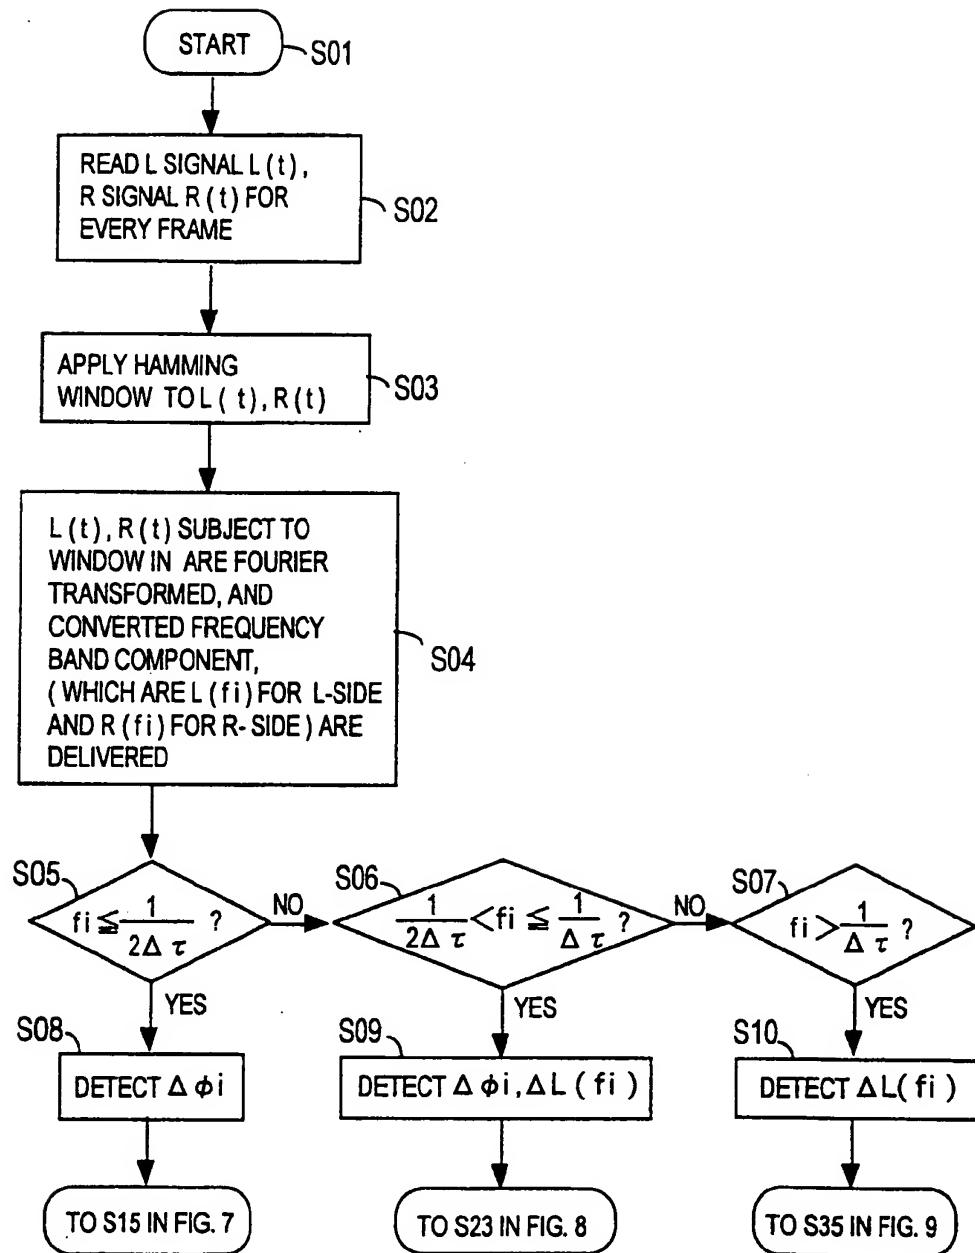 START
S01
READ L SIGNAL L(t),
R SIGNAL R(t) FOR
EVERY FRAME
S02
APPLY HAMMING
WINDOW TO L(t), R(t)
S03
L(t), R(t) SUBJECT TO
WINDOW IN ARE FOURIER
TRANSFORMED, AND
CONVERTED FREQUENCY
BAND COMPONENT,
(WHICH ARE L(fi) FOR L-SIDE
AND R(fi) FOR R-SIDE) ARE
DELIVERED
S04
S05
fi ≦ 1/2Δτ ?
NO
YES
S06
1/2Δτ < fi ≦ 1/Δτ ?
NO
YES
S07
fi > 1/Δτ ?
YES
S08
DETECT Δφi
S09
DETECT Δφi, ΔL(fi)
S10
DETECT ΔL(fi)
TO S15 IN FIG. 7
TO S23 IN FIG. 8
TO S35 IN FIG. 9